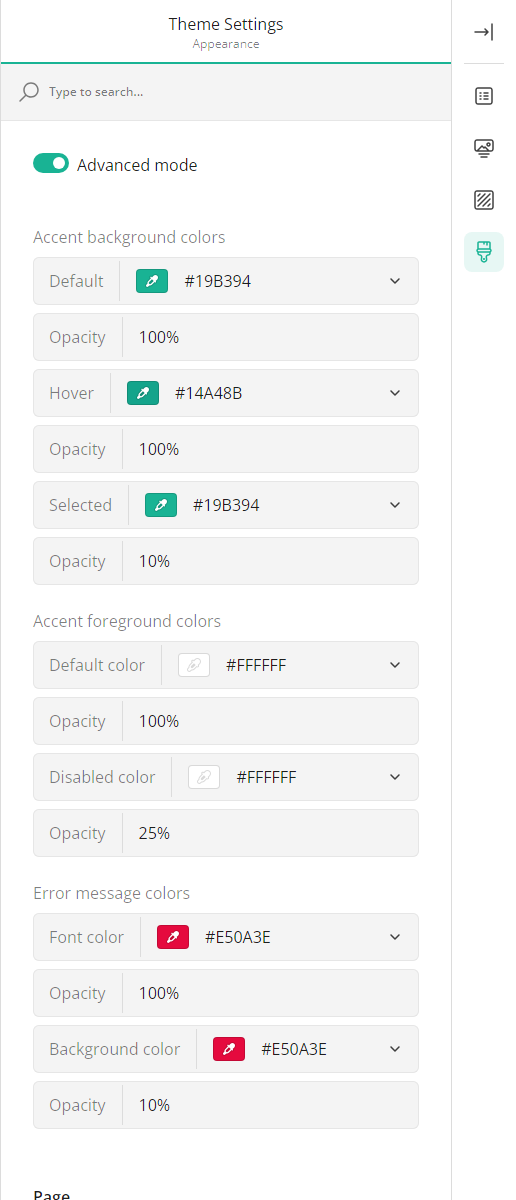 Theme Settings
Appearance
Type to search...
Advanced mode
Accent background colors
Default #19B394
Opacity 100%
Hover #14A48B
Opacity 100%
Selected #19B394
Opacity 10%
Accent foreground colors
Default color #FFFFFF
Opacity 100%
Disabled color #FFFFFF
Opacity 25%
Error message colors
Font color #E50A3E
Opacity 100%
Background color #E50A3E
Opacity 10%
Page